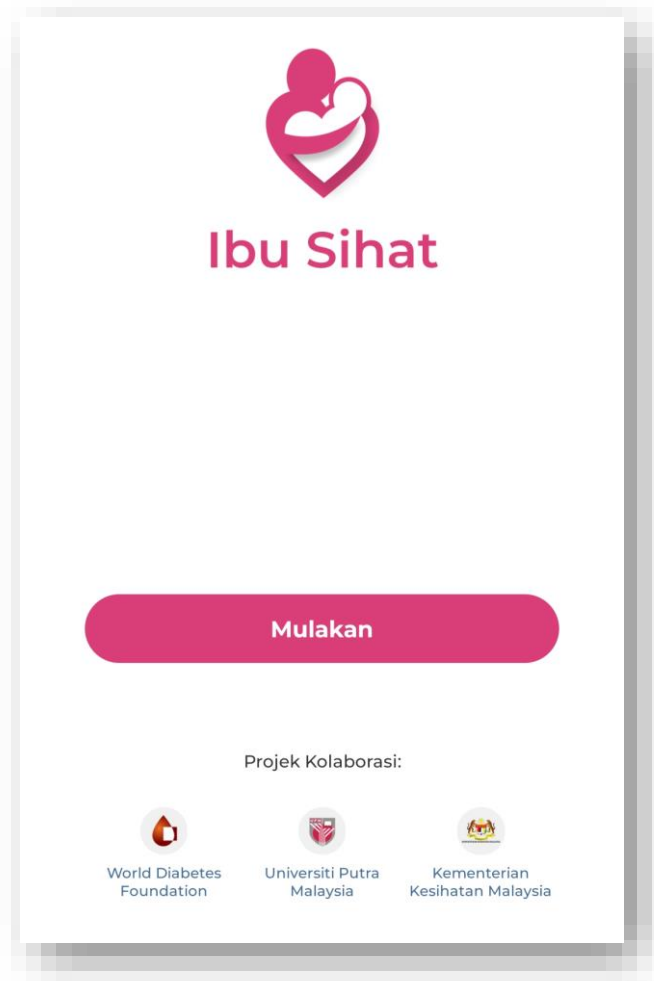 Ibu Sihat
Mulakan
Projek Kolaborasi:
World Diabetes
Foundation
Universiti Putra
Malaysia
Kementerian
Kesihatan Malaysia